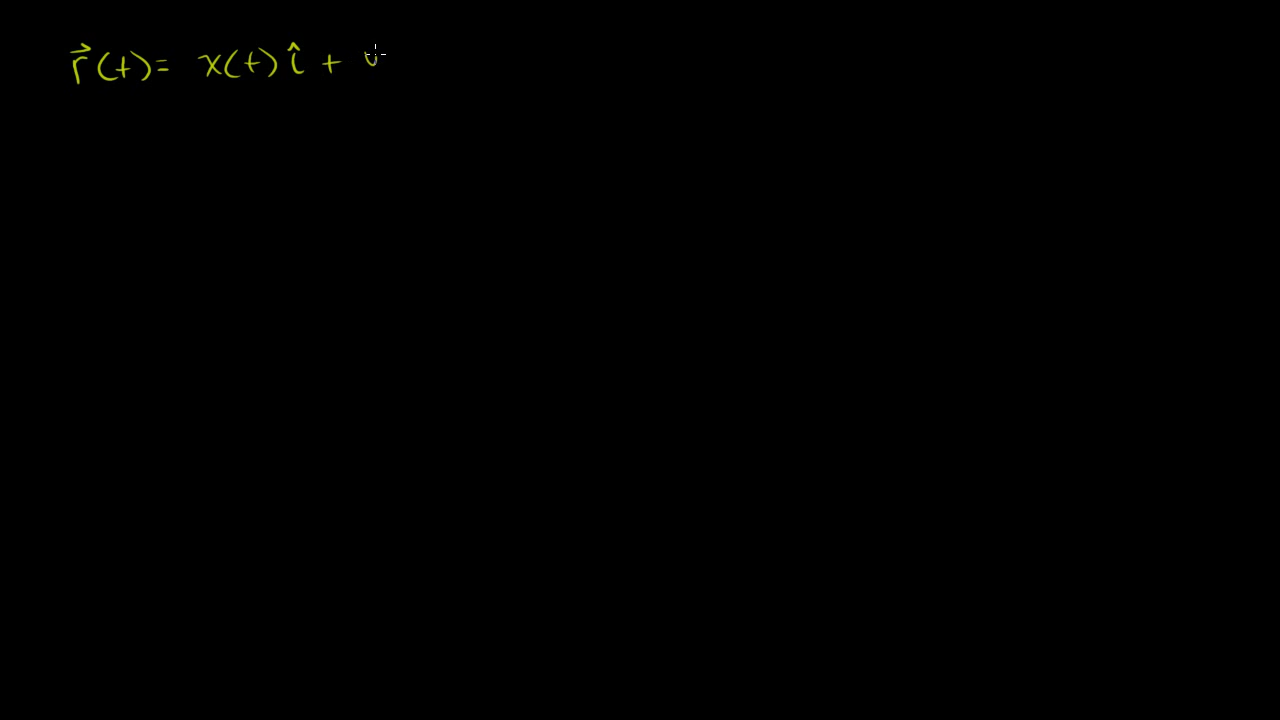 r⃗(t) = x(t) î +